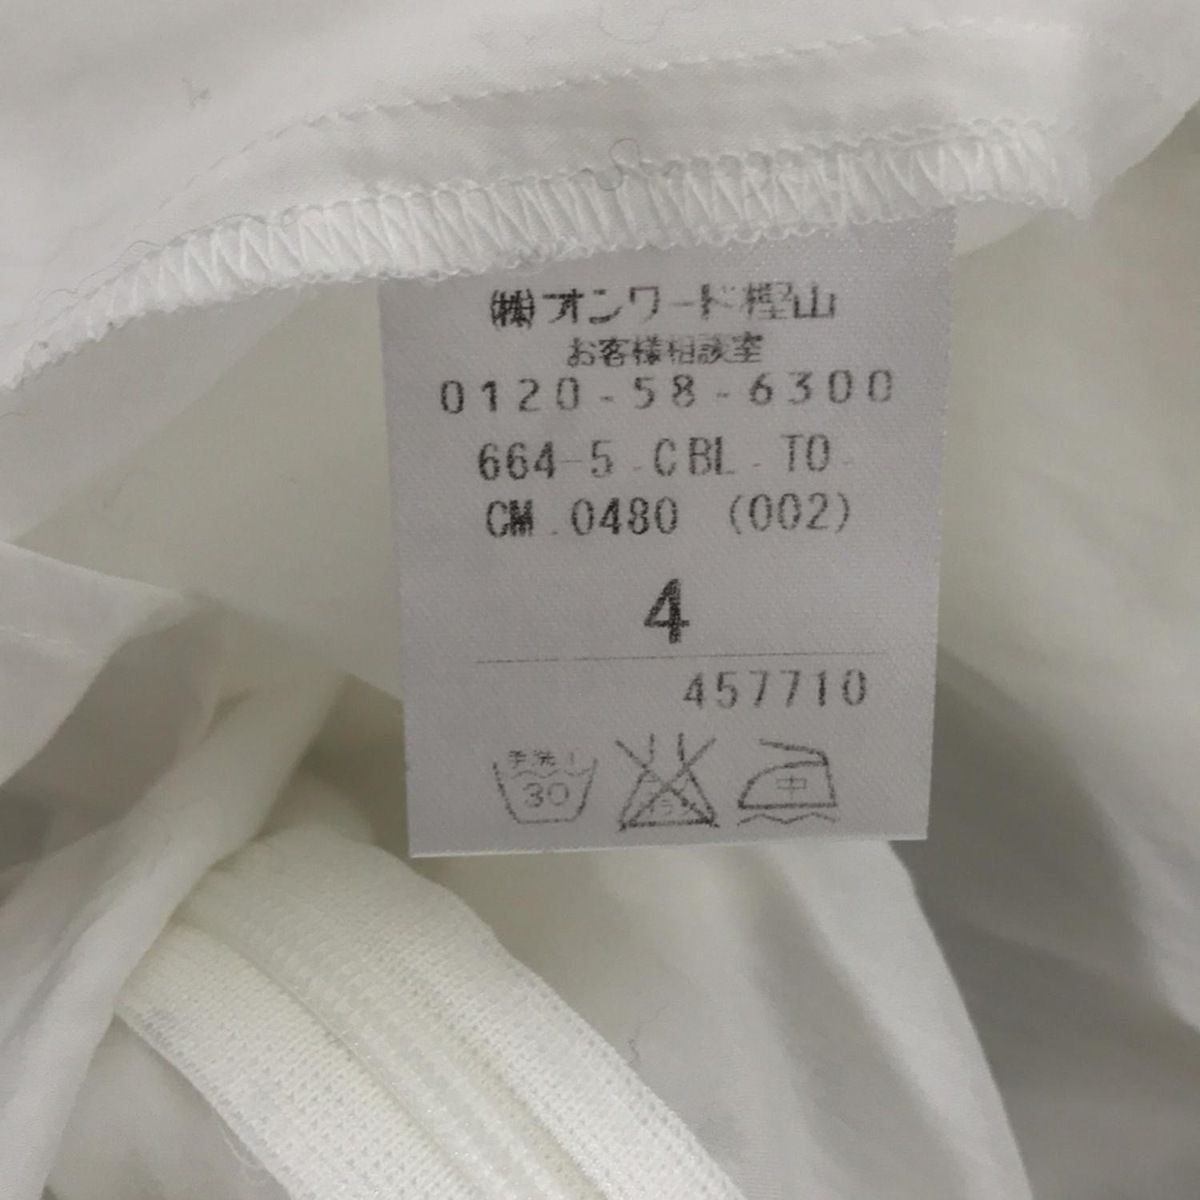 ㈱オンワード樫山
お客様相談室
0120-58-6300
664-5.CBL.TO.
CM.0480 (002)
4
457710
手洗イ
30
中